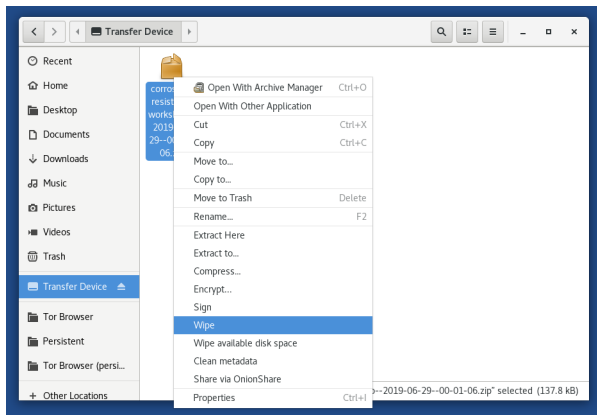 Transfer Device
Recent
Home
Desktop
Documents
Downloads
Music
Pictures
Videos
Trash
Transfer Device
Tor Browser
Persistent
Tor Browser (persi...
+ Other Locations
corros
resist
works
2019
29--00
06.
Open With Archive Manager Ctrl+O
Open With Other Application
Cut Ctrl+X
Copy Ctrl+C
Move to...
Copy to...
Move to Trash Delete
Rename... F2
Extract Here
Extract to...
Compress...
Encrypt...
Sign
Wipe
Wipe available disk space
Clean metadata
Share via OnionShare
Properties Ctrl+I
--2019-06-29--00-01-06.zip" selected (137.8 kB)